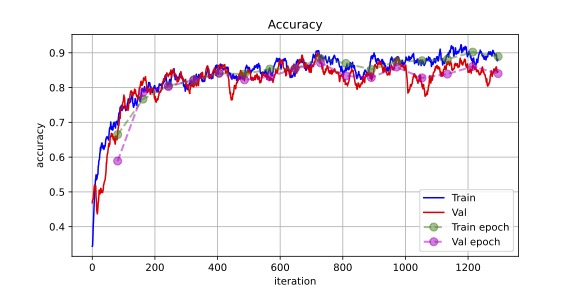 Accuracy
0.9
0.8
0.7
0.6
0.5
0.4
accuracy
0 200 400 600 800 1000 1200
iteration
Train
Val
Train epoch
Val epoch